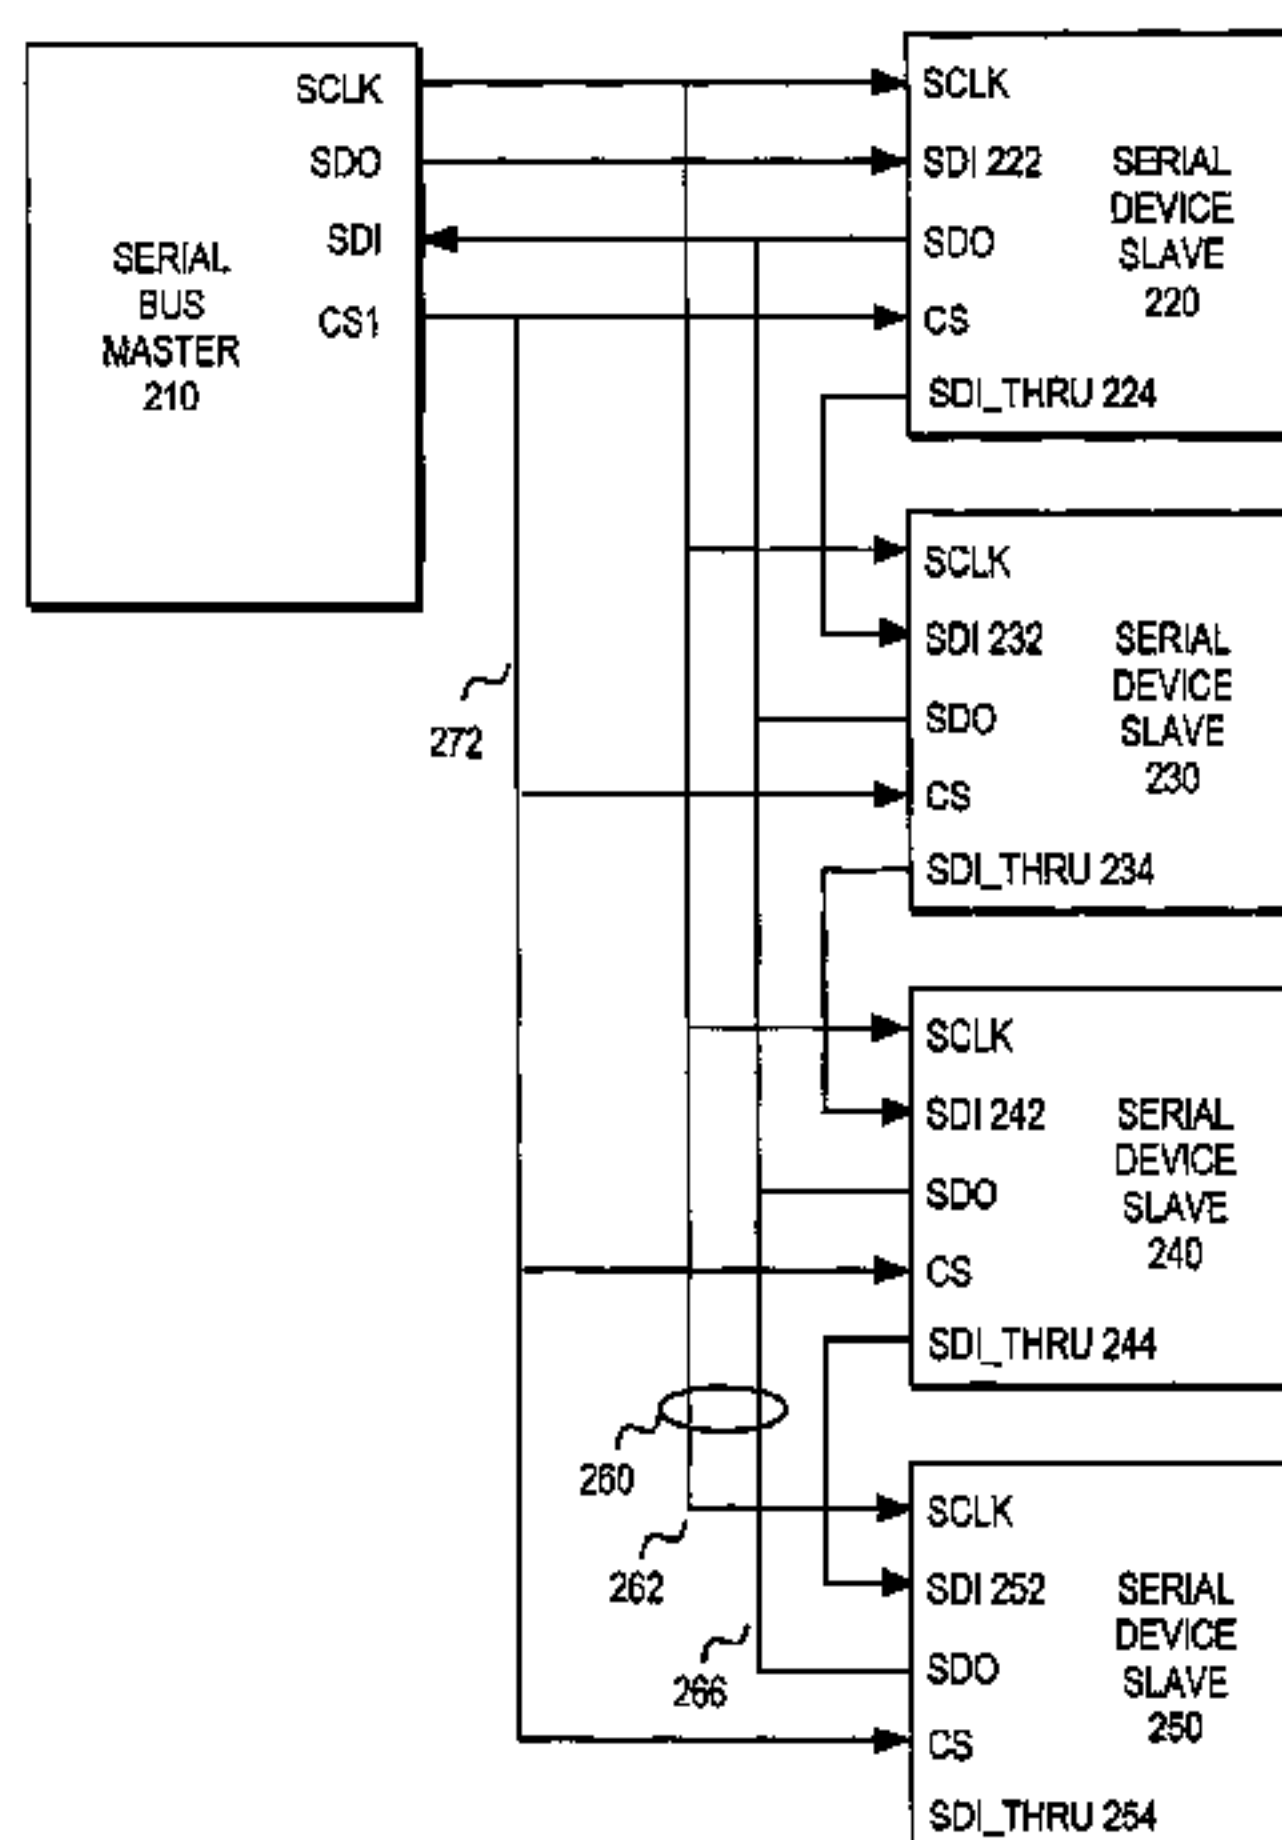 SCLK
SDO
SDI
CS1
SERIAL
BUS
MASTER
210
SCLK
SDI 222
SDO
CS
SDI_THRU 224
SERIAL
DEVICE
SLAVE
220
SCLK
SDI 232
SDO
CS
SDI_THRU 234
SERIAL
DEVICE
SLAVE
230
272
SCLK
SDI 242
SDO
CS
SDI_THRU 244
SERIAL
DEVICE
SLAVE
240
260
262
266
SCLK
SDI 252
SDO
CS
SDI_THRU 254
SERIAL
DEVICE
SLAVE
250